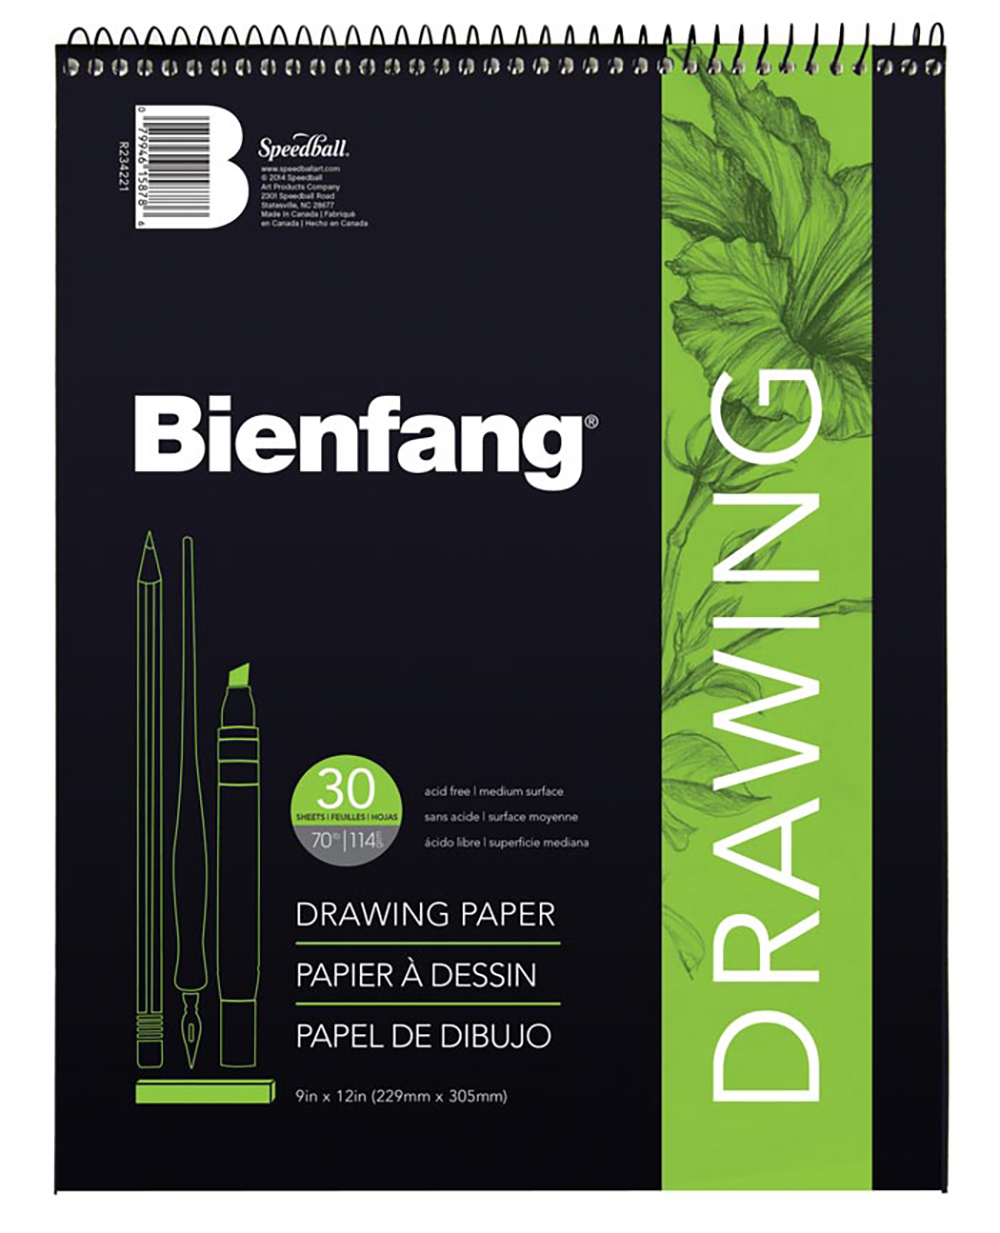 0 79946 15878 6
R234221
Speedball®
www.speedballart.com
© 2014 Speedball
Art Products Company
2301 Speedball Road
Statesville, NC 28677
Made in Canada | Fabriqué
en Canada | Hecho en Canada
Bienfang®
DRAWING
30
SHEETS | FEUILLES | HOJAS
70lb | 114gsm
acid free | medium surface
sans acide | surface moyenne
ácido libre | superficie mediana
DRAWING PAPER
PAPIER À DESSIN
PAPEL DE DIBUJO
9in x 12in (229mm x 305mm)